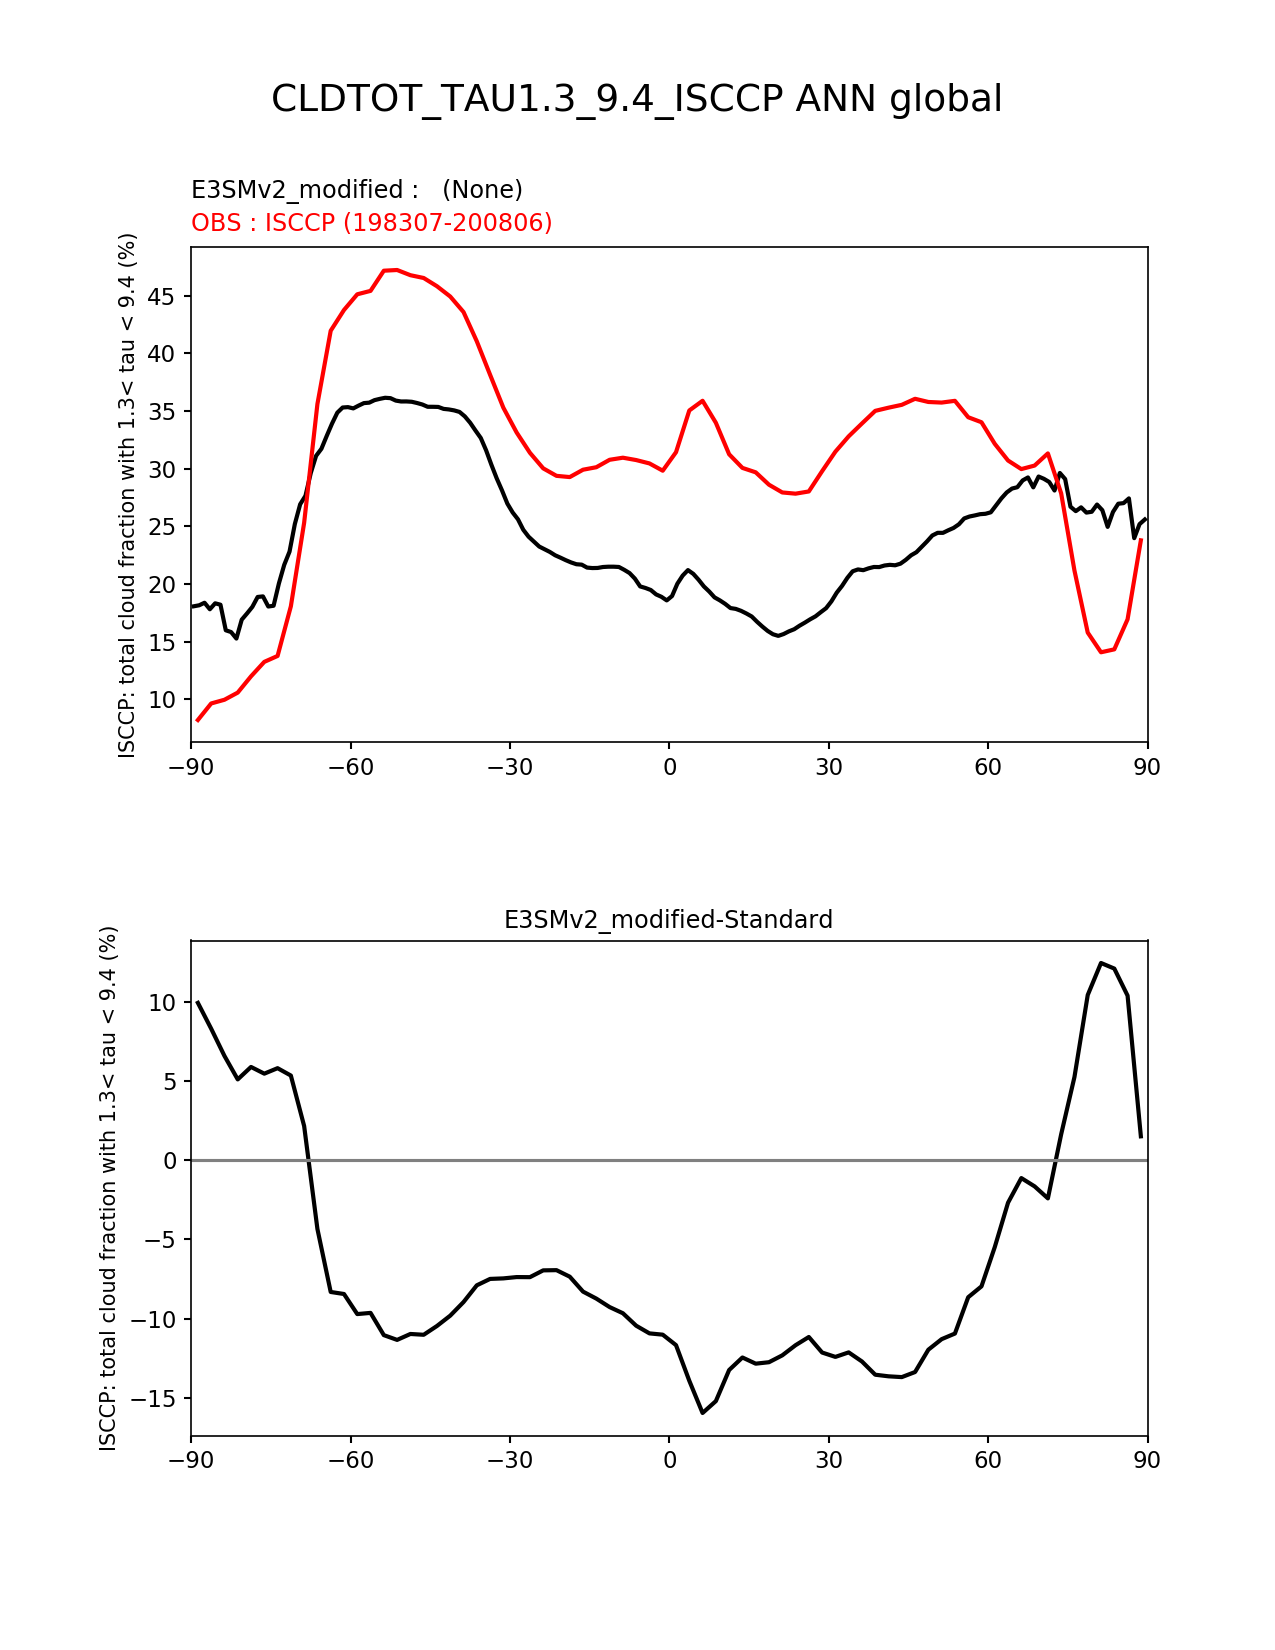 CLDTOT_TAU1.3_9.4_ISCCP ANN global
E3SMv2_modified :   (None)
OBS : ISCCP (198307-200806)
ISCCP: total cloud fraction with 1.3< tau < 9.4 (%)
45
40
35
30
25
20
15
10
−90 −60 −30 0 30 60 90
E3SMv2_modified-Standard
ISCCP: total cloud fraction with 1.3< tau < 9.4 (%)
10
5
0
−5
−10
−15
−90 −60 −30 0 30 60 90